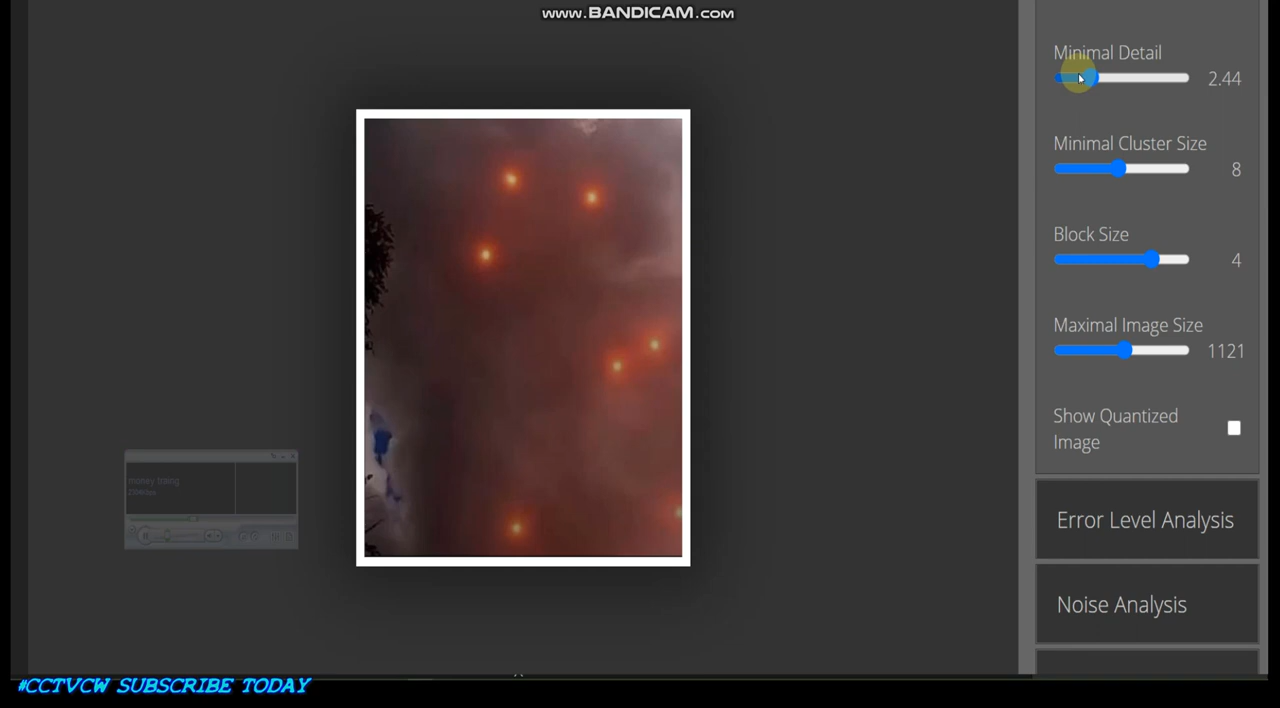 www.BANDICAM.com
Minimal Detail
2.44
Minimal Cluster Size
8
Block Size
4
Maximal Image Size
1121
Show Quantized
Image
Error Level Analysis
Noise Analysis
#CCTVCW SUBSCRIBE TODAY